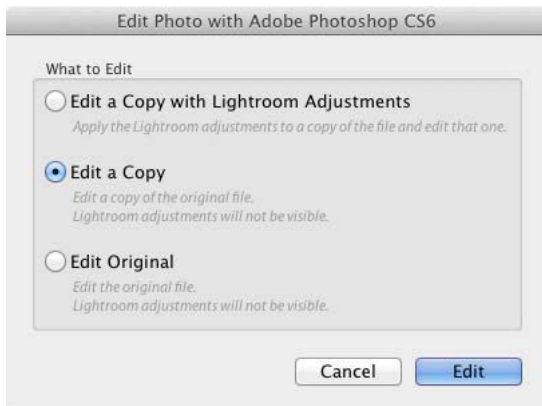 Edit Photo with Adobe Photoshop CS6
What to Edit
Edit a Copy with Lightroom Adjustments
Apply the Lightroom adjustments to a copy of the file and edit that one.
Edit a Copy
Edit a copy of the original file.
Lightroom adjustments will not be visible.
Edit Original
Edit the original file.
Lightroom adjustments will not be visible.
Cancel Edit